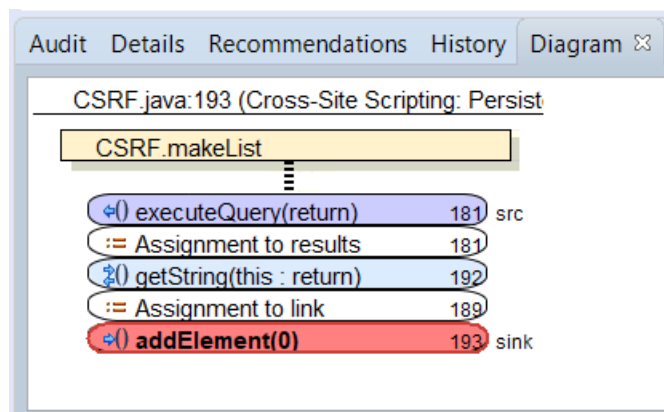 Audit Details Recommendations History Diagram
CSRF.java:193 (Cross-Site Scripting: Persist
CSRF.makeList
executeQuery(return) 181 src
:= Assignment to results 181
getString(this : return) 192
:= Assignment to link 189
addElement(0) 193 sink